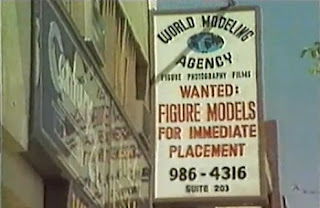 WORLD MODELING
AGENCY
FIGURE PHOTOGRAPHY FILMS
WANTED:
FIGURE MODELS
FOR IMMEDIATE
PLACEMENT
986-4316
SUITE 203